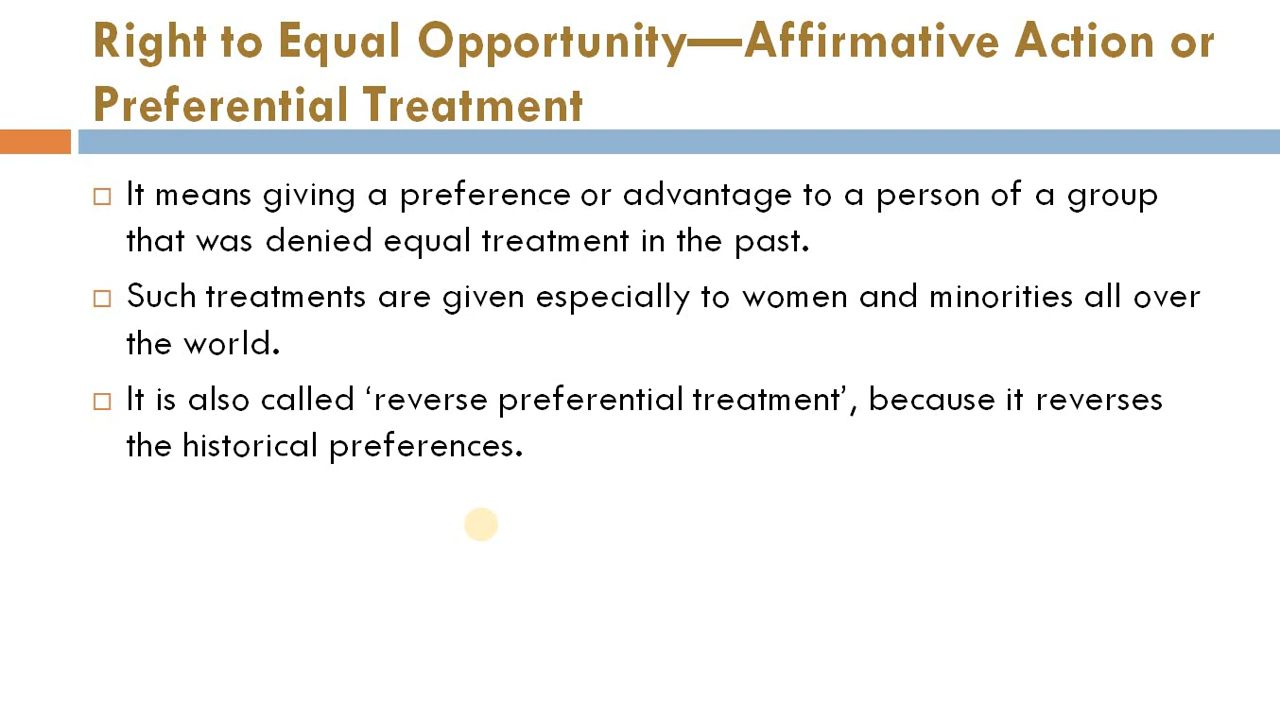 Right to Equal Opportunity—Affirmative Action or
Preferential Treatment
It means giving a preference or advantage to a person of a group
that was denied equal treatment in the past.
Such treatments are given especially to women and minorities all over
the world.
It is also called ‘reverse preferential treatment’, because it reverses
the historical preferences.